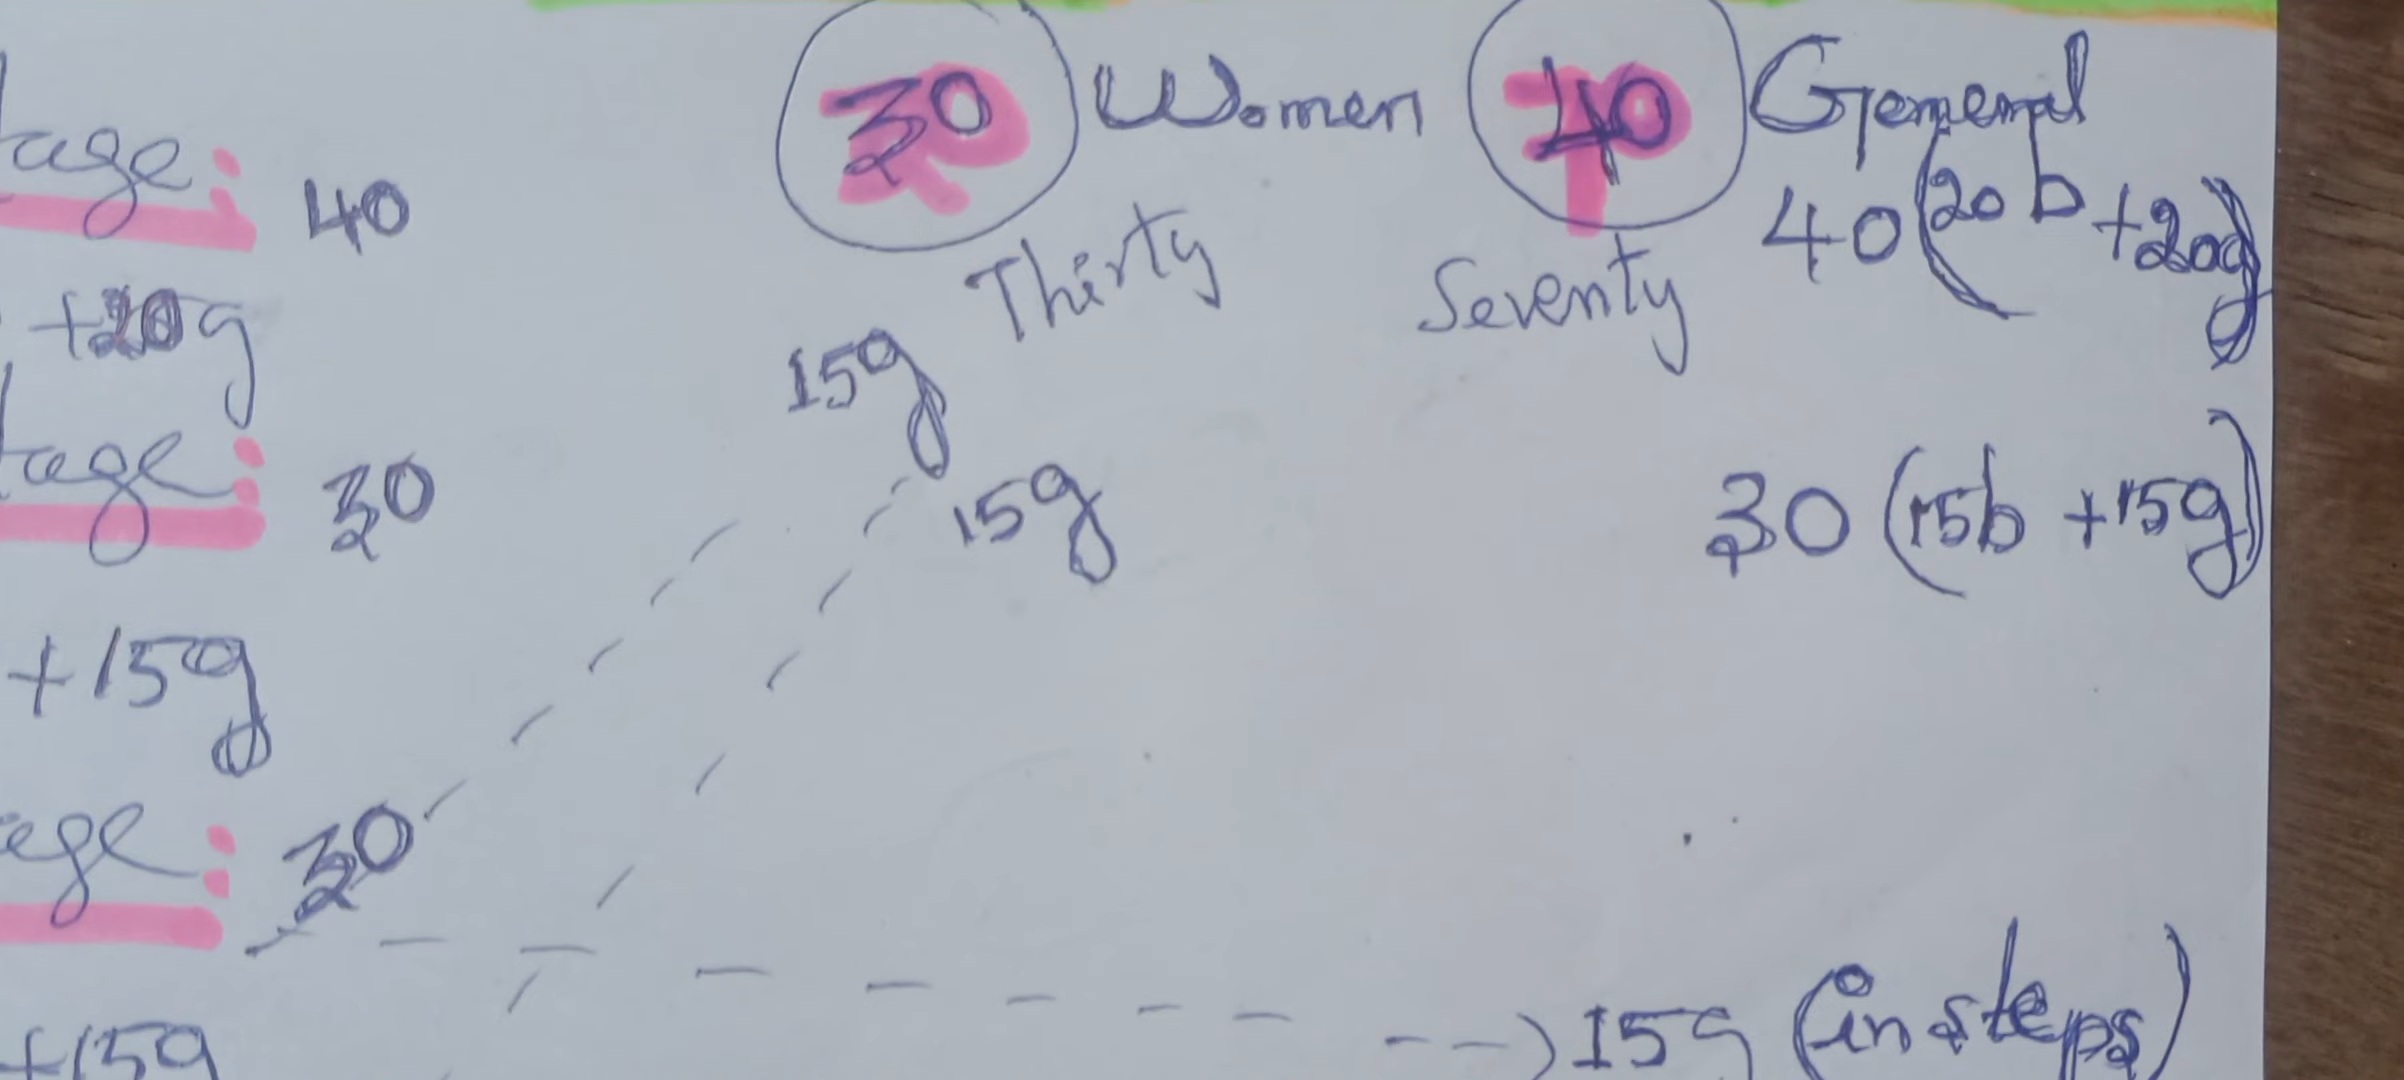 30 Women 40 General
age: 40
Thirty Seventy 40 (20b + 20g)
+20g
15g
age: 30
15g
30 (15b + 15g)
+15g
age: 30
+15g
--> 15g (in steps)